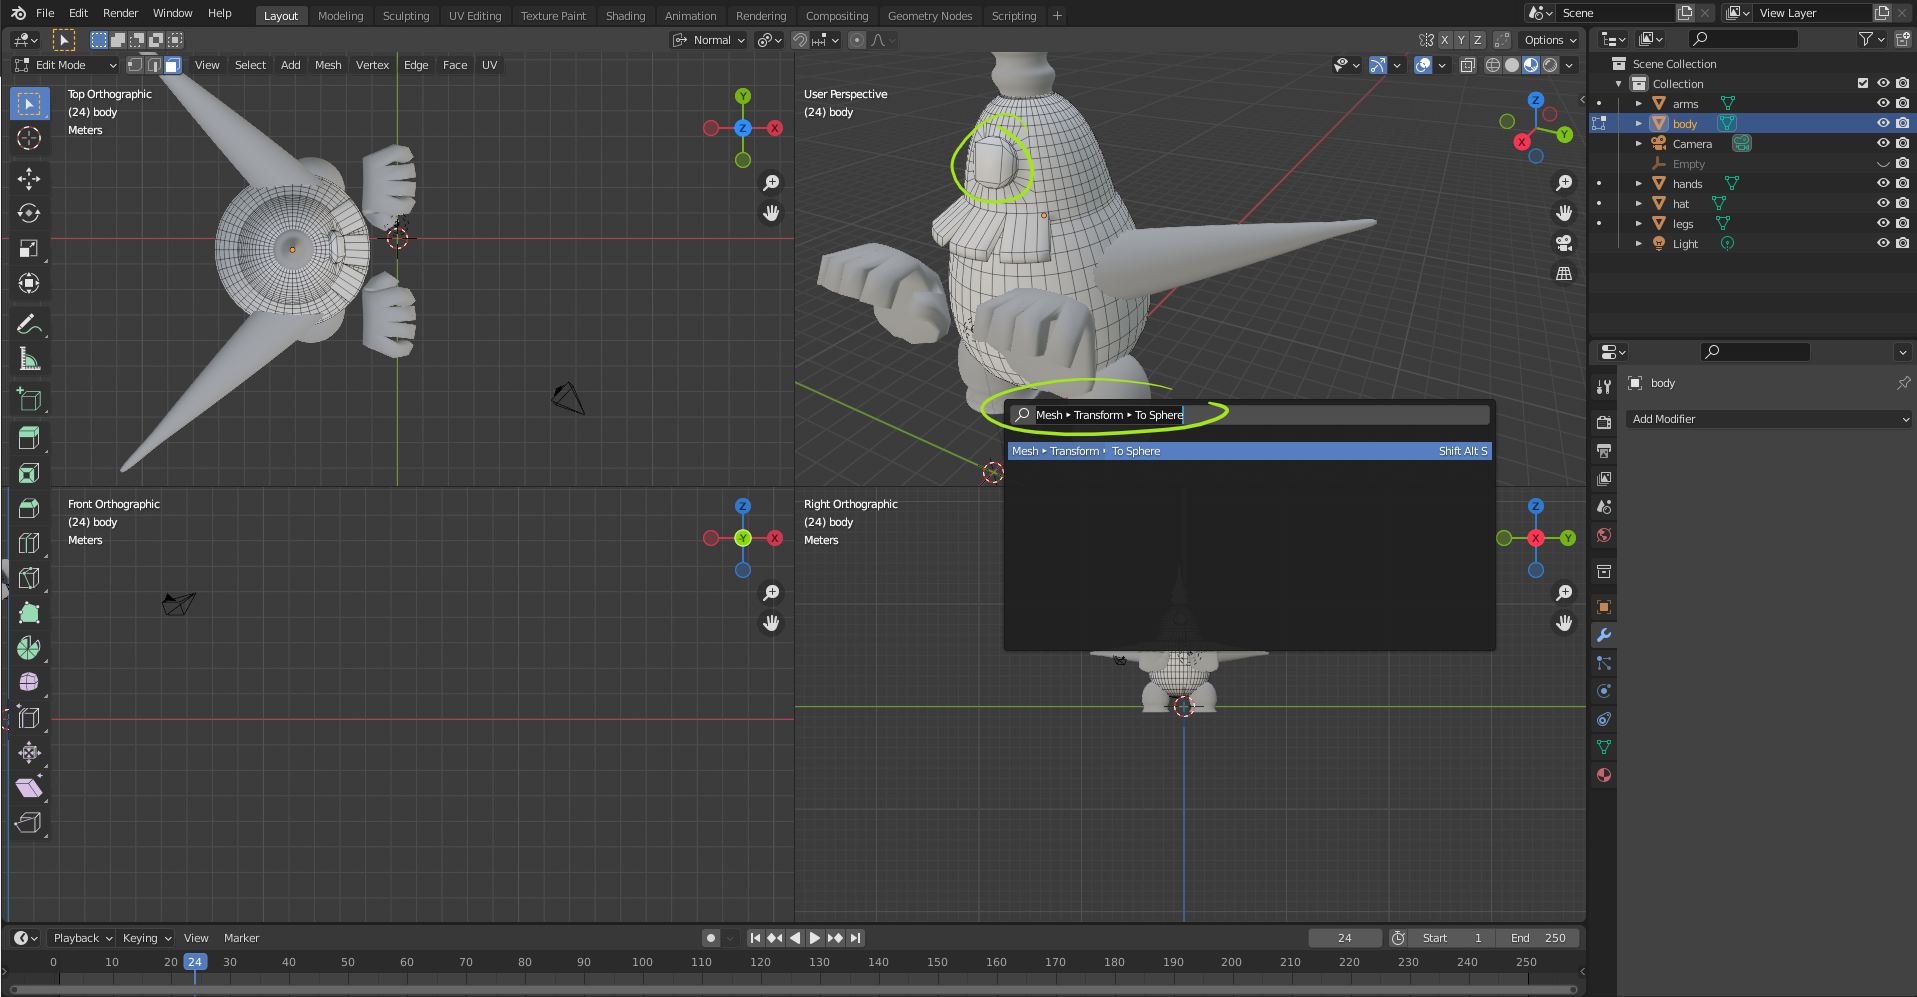 File Edit Render Window Help Layout Modeling Sculpting UV Editing Texture Paint Shading Animation Rendering Compositing Geometry Nodes Scripting + Scene View Layer
Normal X Y Z Options
Edit Mode View Select Add Mesh Vertex Edge Face UV
Top Orthographic
(24) body
Meters
Y
X
Z
User Perspective
(24) body
Z
Y
X
Mesh ▸ Transform ▸ To Sphere
Mesh ▸ Transform ▸ To Sphere Shift Alt S
Front Orthographic
(24) body
Meters
Z
Y
X
Right Orthographic
(24) body
Meters
Z
X
Y
Scene Collection
Collection
arms
body
Camera
Empty
hands
hat
legs
Light
body
Add Modifier
Playback Keying View Marker 24 Start 1 End 250
0 10 20 24 30 40 50 60 70 80 90 100 110 120 130 140 150 160 170 180 190 200 210 220 230 240 250